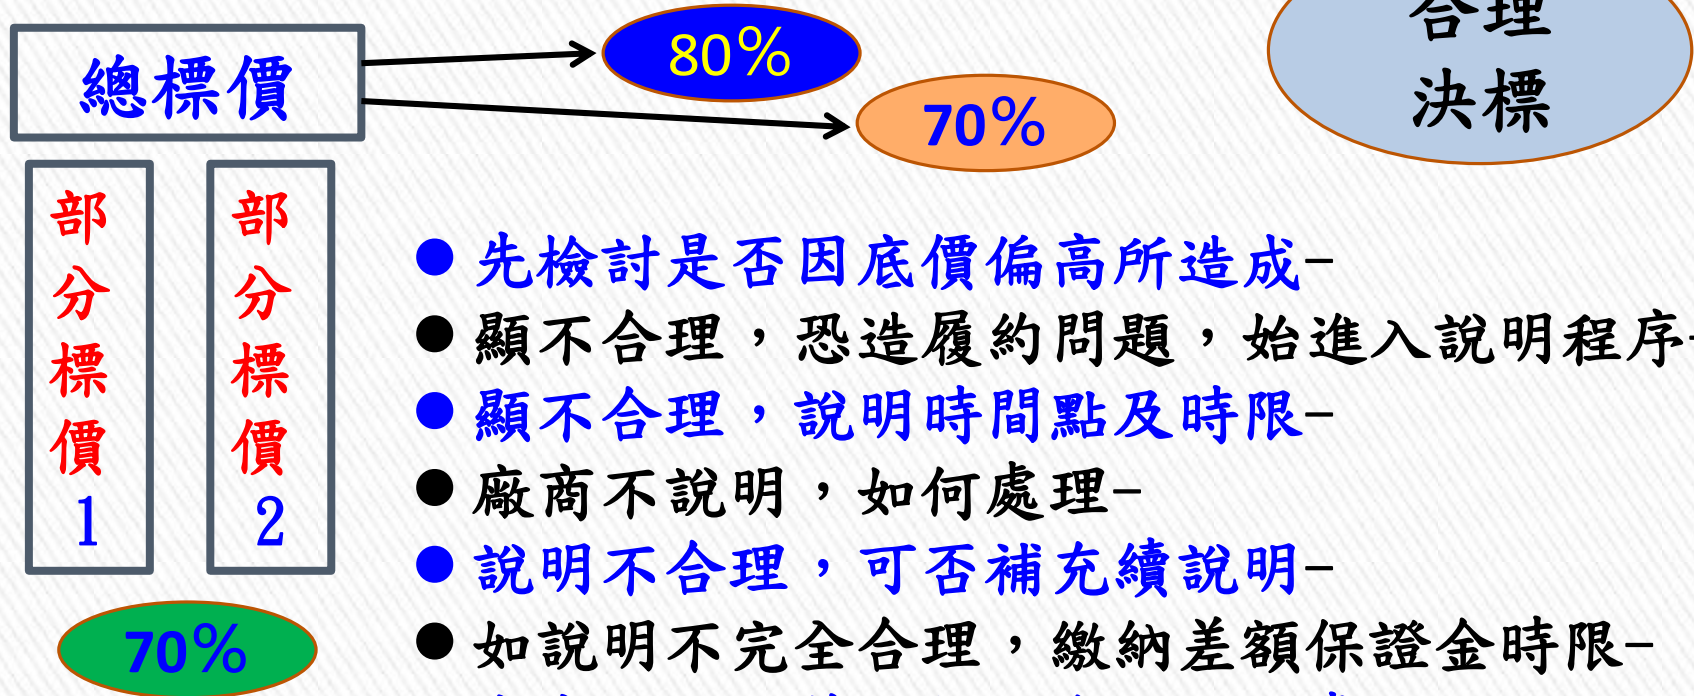 總標價
80%
70%
合理
決標
部分標價1
部分標價2
70%
● 先檢討是否因底價偏高所造成–
● 顯不合理，恐造履約問題，始進入說明程序–
● 顯不合理，說明時間點及時限–
● 廠商不說明，如何處理–
● 說明不合理，可否補充續說明–
● 如說明不完全合理，繳納差額保證金時限–